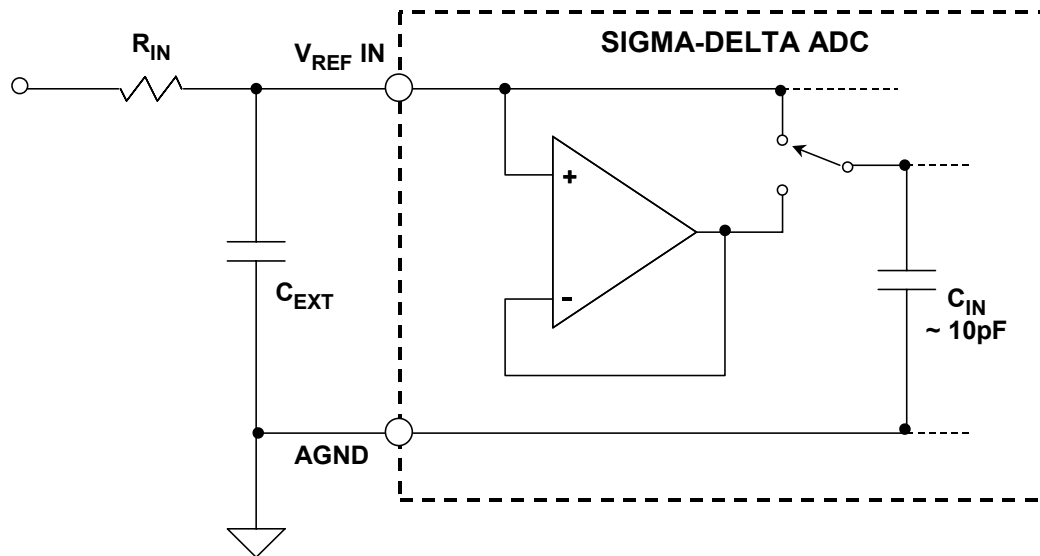 SIGMA-DELTA ADC
R_IN
V_REF IN
+
-
C_EXT
C_IN
~ 10pF
AGND